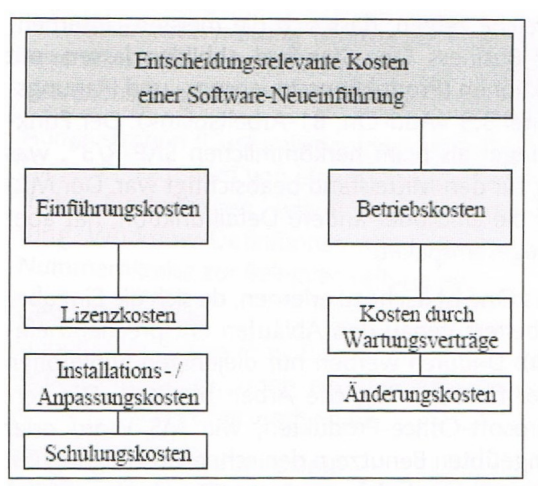 Entscheidungsrelevante Kosten
einer Software-Neueinführung
Einführungskosten
Betriebskosten
Lizenzkosten
Installations- /
Anpassungskosten
Schulungskosten
Kosten durch
Wartungsverträge
Änderungskosten